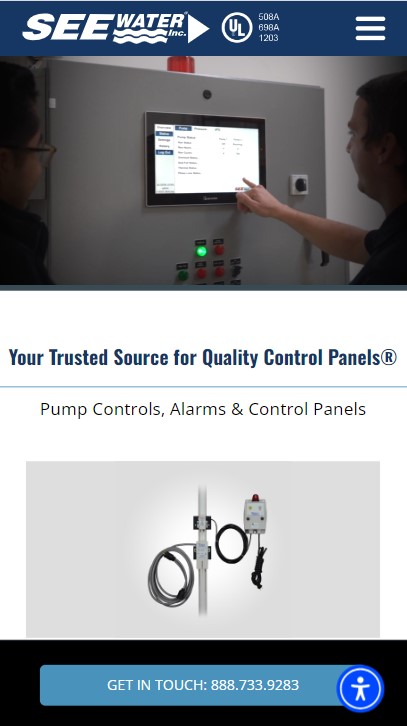 SEE WATER® Inc.
UL
508A
698A
1203
Your Trusted Source for Quality Control Panels®
Pump Controls, Alarms & Control Panels
GET IN TOUCH: 888.733.9283